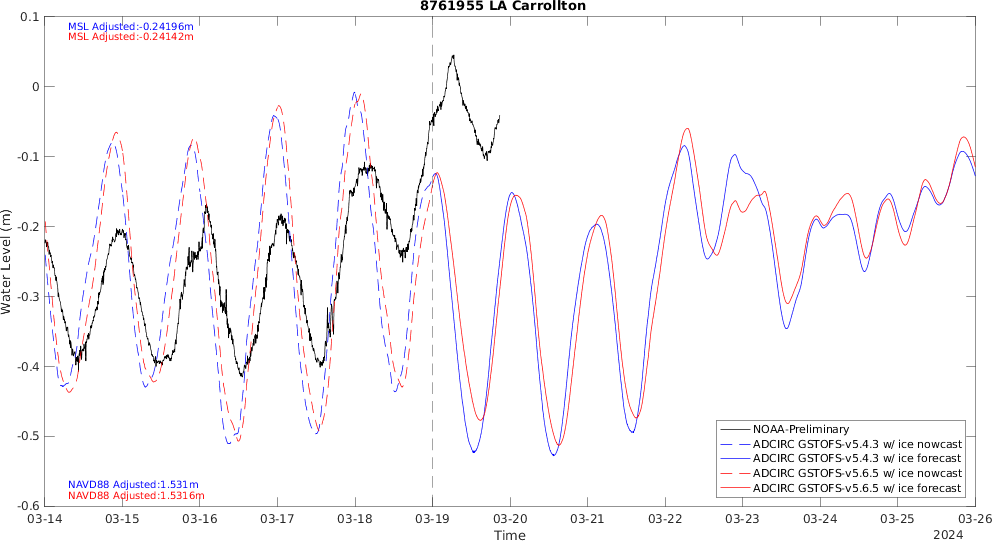 8761955 LA Carrollton
MSL Adjusted:-0.24196m
MSL Adjusted:-0.24142m
0.1
0
-0.1
-0.2
-0.3
-0.4
-0.5
-0.6
Water Level (m)
NAVD88 Adjusted:1.531m
NAVD88 Adjusted:1.5316m
NOAA-Preliminary
ADCIRC GSTOFS-v5.4.3 w/ ice nowcast
ADCIRC GSTOFS-v5.4.3 w/ ice forecast
ADCIRC GSTOFS-v5.6.5 w/ ice nowcast
ADCIRC GSTOFS-v5.6.5 w/ ice forecast
03-14 03-15 03-16 03-17 03-18 03-19 03-20 03-21 03-22 03-23 03-24 03-25 03-26
Time
2024